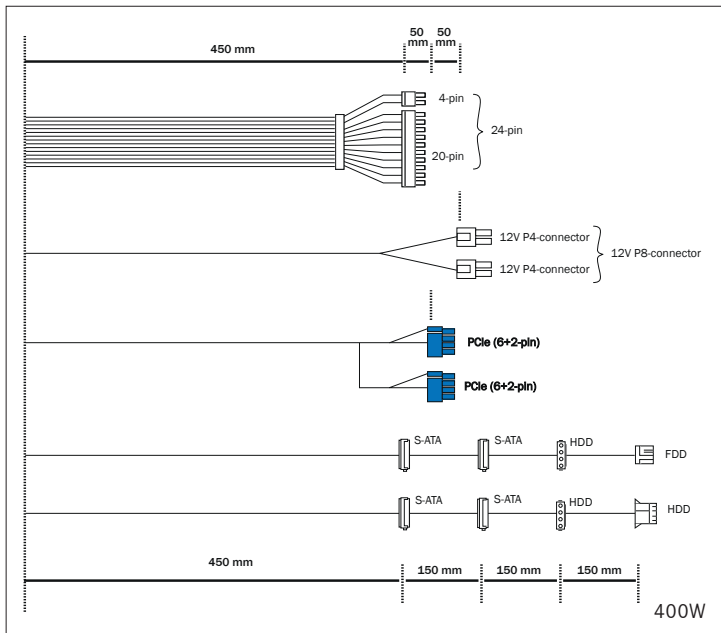 50 50
450 mm mm mm
4-pin
24-pin
20-pin
12V P4-connector
12V P8-connector
12V P4-connector
PCIe (6+2-pin)
PCIe (6+2-pin)
S-ATA S-ATA HDD
FDD
S-ATA S-ATA HDD
HDD
450 mm 150 mm 150 mm 150 mm
400W